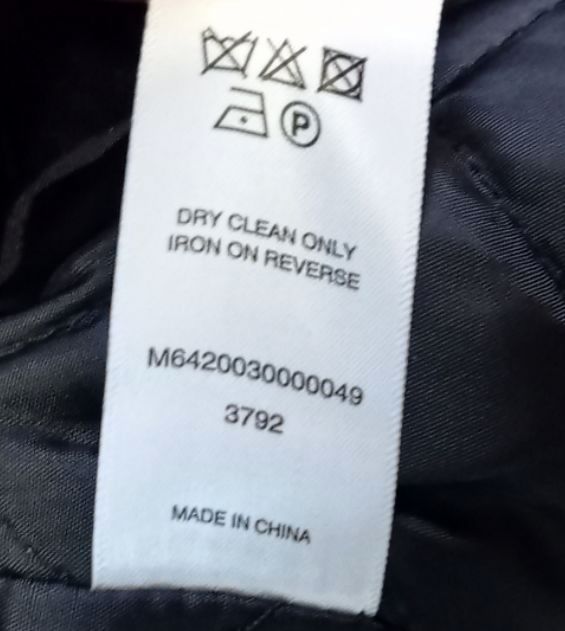 P
DRY CLEAN ONLY
IRON ON REVERSE
M6420030000049
3792
MADE IN CHINA